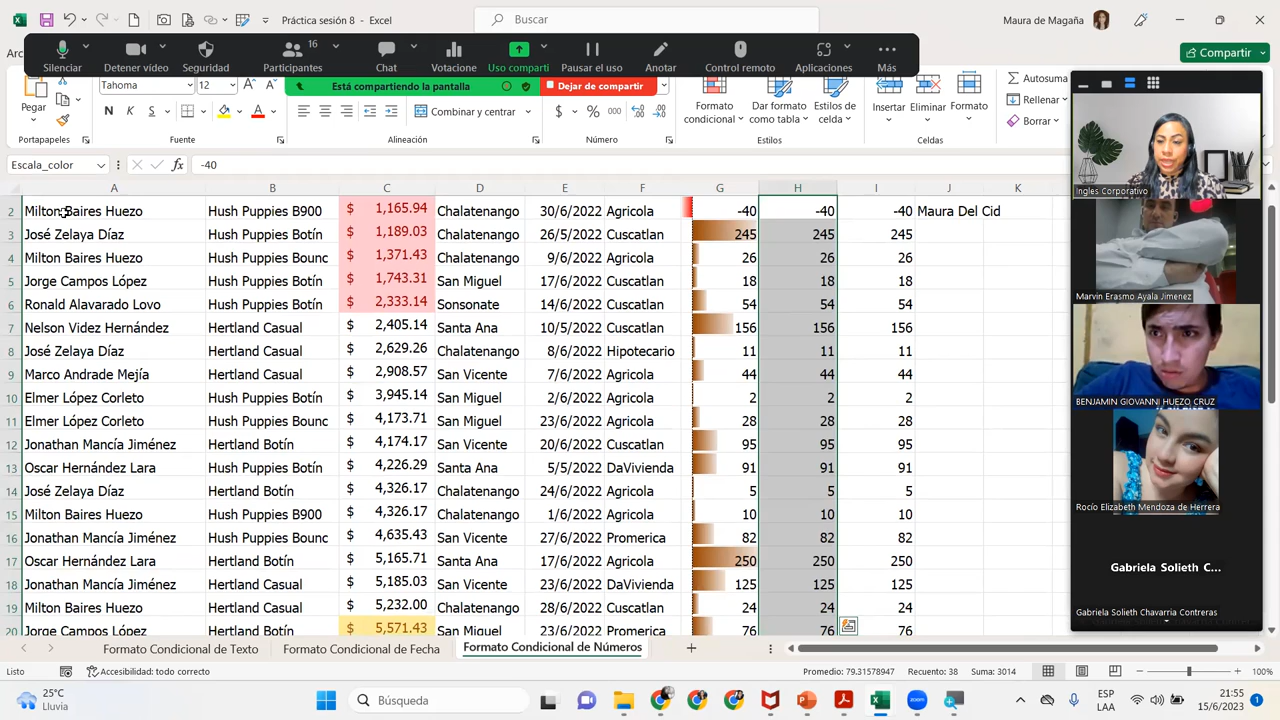 Práctica sesión 8 - Excel
Buscar
Maura de Magaña
Arc
Silenciar
Detener vídeo
Seguridad
16
Participantes
Chat
Votacione
Uso comparti
Pausar el uso
Anotar
Control remoto
Aplicaciones
Más
Compartir
Está compartiendo la pantalla
Dejar de compartir
Pegar
Tahoma
12
N K S
Combinar y centrar
$ % 000
Formato condicional
Dar formato como tabla
Estilos de celda
Insertar
Eliminar
Formato
Autosuma
Rellenar
Borrar
Portapapeles
Fuente
Alineación
Número
Estilos
Celdas
Escala_color
fx
-40
A B C D E F G H I J K
2 Milton Baires Huezo Hush Puppies B900 $ 1,165.94 Chalatenango 30/6/2022 Agricola -40 -40 -40 Maura Del Cid
3 José Zelaya Díaz Hush Puppies Botín $ 1,189.03 Chalatenango 26/5/2022 Cuscatlan 245 245 245
4 Milton Baires Huezo Hush Puppies Bounc $ 1,371.43 Chalatenango 9/6/2022 Agricola 26 26 26
5 Jorge Campos López Hush Puppies Botín $ 1,743.31 San Miguel 17/6/2022 Cuscatlan 18 18 18
6 Ronald Alavarado Lovo Hush Puppies Botín $ 2,333.14 Sonsonate 14/6/2022 Cuscatlan 54 54 54
7 Nelson Videz Hernández Hertland Casual $ 2,405.14 Santa Ana 10/5/2022 Cuscatlan 156 156 156
8 José Zelaya Díaz Hertland Casual $ 2,629.26 Chalatenango 8/6/2022 Hipotecario 11 11 11
9 Marco Andrade Mejía Hertland Casual $ 2,908.57 San Vicente 7/6/2022 Agricola 44 44 44
10 Elmer López Corleto Hush Puppies Botín $ 3,945.14 San Miguel 2/6/2022 Agricola 2 2 2
11 Elmer López Corleto Hush Puppies Bounc $ 4,173.71 San Miguel 23/6/2022 Agricola 28 28 28
12 Jonathan Mancía Jiménez Hertland Botín $ 4,174.17 San Vicente 20/6/2022 Cuscatlan 95 95 95
13 Oscar Hernández Lara Hush Puppies Botín $ 4,226.29 Santa Ana 5/5/2022 DaVivienda 91 91 91
14 José Zelaya Díaz Hertland Botín $ 4,326.17 Chalatenango 24/6/2022 Agricola 5 5 5
15 Milton Baires Huezo Hush Puppies B900 $ 4,326.17 Chalatenango 1/6/2022 Agricola 10 10 10
16 Jonathan Mancía Jiménez Hush Puppies Bounc $ 4,635.43 San Vicente 27/6/2022 Promerica 82 82 82
17 Oscar Hernández Lara Hertland Botín $ 5,165.71 Santa Ana 17/6/2022 Cuscatlan 250 250 250
18 Jonathan Mancía Jiménez Hertland Casual $ 5,185.03 San Vicente 23/6/2022 DaVivienda 125 125 125
19 Milton Baires Huezo Hertland Casual $ 5,232.00 Chalatenango 28/6/2022 Cuscatlan 24 24 24
20 Jorge Campos López Hertland Botín $ 5,571.43 San Miguel 23/6/2022 Promerica 76 76 76
Ingles Corporativo
Marvin Erasmo Ayala Jimenez
BENJAMIN GIOVANNI HUEZO CRUZ
Rocío Elizabeth Mendoza de Herrera
Gabriela Solieth C...
Gabriela Solieth Chavarria Contreras
Formato Condicional de Texto
Formato Condicional de Fecha
Formato Condicional de Números
Listo
Accesibilidad: todo correcto
Promedio: 79.31578947
Recuento: 38
Suma: 3014
100%
25°C
Lluvia
Búsqueda
zoom
ESP
LAA
21:55
15/6/2023
1